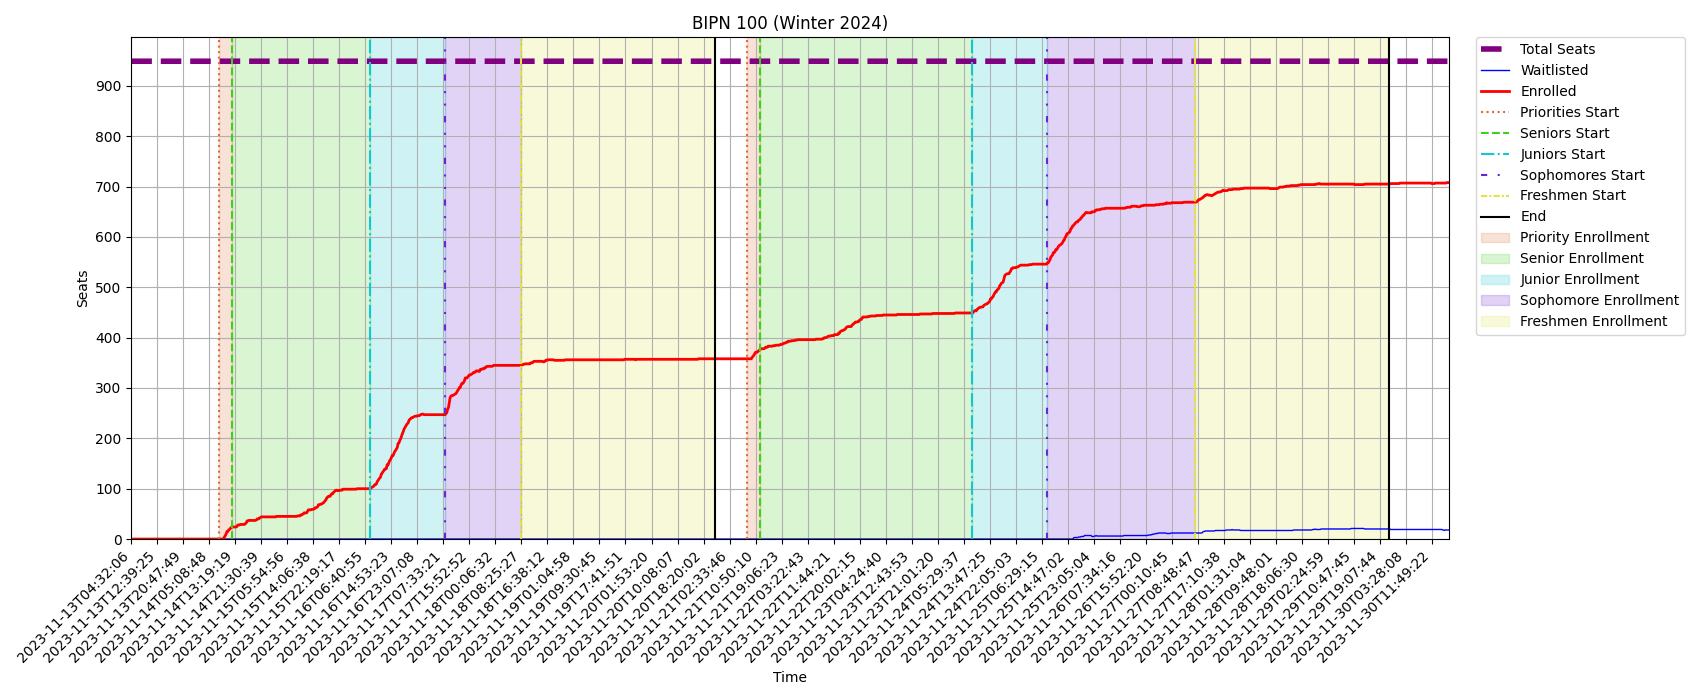 BIPN 100 (Winter 2024)
Seats
900
800
700
600
500
400
300
200
100
0
2023-11-13T04:32:06
2023-11-13T12:39:25
2023-11-13T20:47:49
2023-11-14T05:08:48
2023-11-14T13:19:19
2023-11-14T21:30:39
2023-11-15T05:54:56
2023-11-15T14:06:38
2023-11-15T22:19:17
2023-11-16T06:40:55
2023-11-16T14:53:23
2023-11-16T23:07:08
2023-11-17T07:33:21
2023-11-17T15:52:52
2023-11-18T00:06:32
2023-11-18T08:25:27
2023-11-18T16:38:12
2023-11-19T01:04:58
2023-11-19T09:30:45
2023-11-19T17:41:51
2023-11-20T01:53:20
2023-11-20T10:08:07
2023-11-20T18:20:02
2023-11-21T02:33:46
2023-11-21T10:50:10
2023-11-21T19:06:23
2023-11-22T03:22:43
2023-11-22T11:44:21
2023-11-22T20:02:15
2023-11-23T04:24:40
2023-11-23T12:43:53
2023-11-23T21:01:20
2023-11-24T05:29:37
2023-11-24T13:47:25
2023-11-24T22:05:03
2023-11-25T06:29:15
2023-11-25T14:47:02
2023-11-25T23:05:04
2023-11-26T07:34:16
2023-11-26T15:52:20
2023-11-27T00:10:45
2023-11-27T08:48:47
2023-11-27T17:10:38
2023-11-28T01:31:04
2023-11-28T09:48:01
2023-11-28T18:06:30
2023-11-29T02:24:59
2023-11-29T10:47:45
2023-11-29T19:07:44
2023-11-30T03:28:08
2023-11-30T11:49:22
Time
Total Seats
Waitlisted
Enrolled
Priorities Start
Seniors Start
Juniors Start
Sophomores Start
Freshmen Start
End
Priority Enrollment
Senior Enrollment
Junior Enrollment
Sophomore Enrollment
Freshmen Enrollment